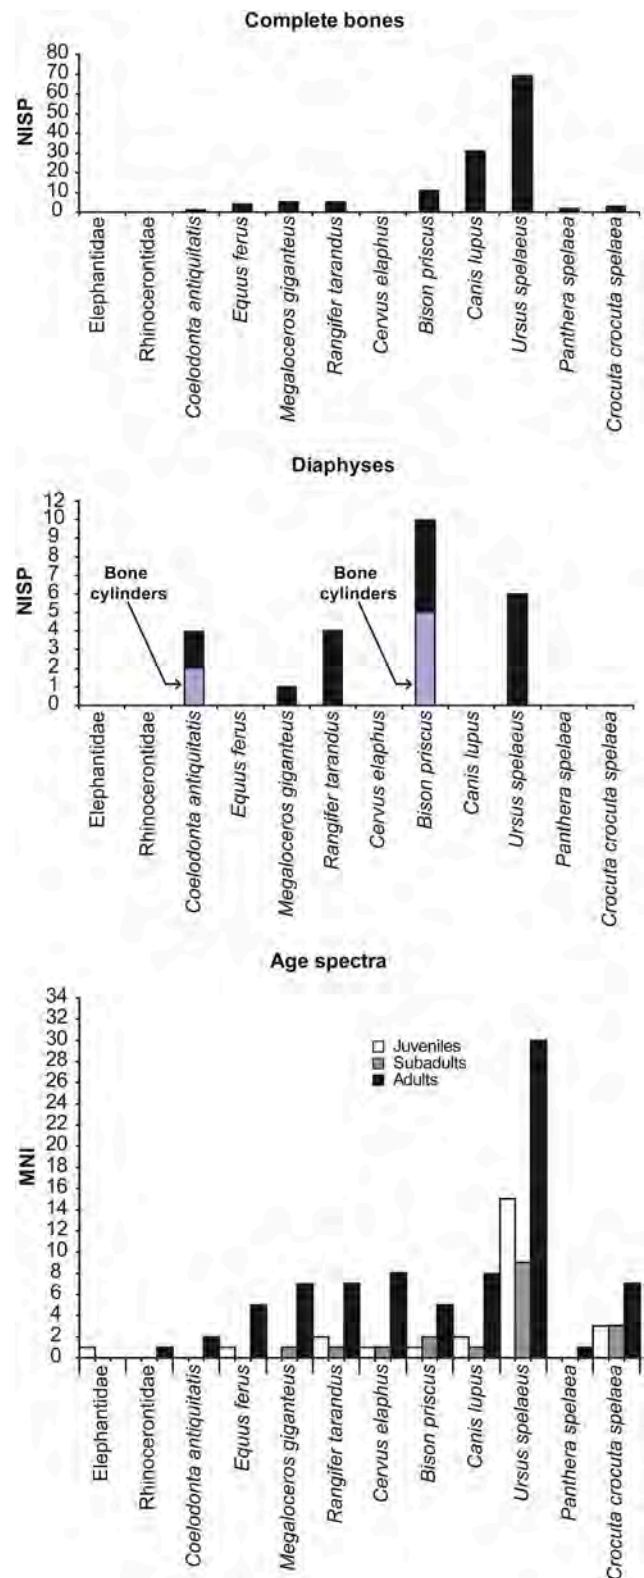 Complete bones
80
70
60
50
40
30
20
10
0
NISP
Elephantidae
Rhinocerontidae
Coelodonta antiquitatis
Equus ferus
Megaloceros giganteus
Rangifer tarandus
Cervus elaphus
Bison priscus
Canis lupus
Ursus spelaeus
Panthera spelaea
Crocuta crocuta spelaea
Diaphyses
12
11
10
9
8
7
6
5
4
3
2
1
0
NISP
Bone
cylinders
Bone
cylinders
Elephantidae
Rhinocerontidae
Coelodonta antiquitatis
Equus ferus
Megaloceros giganteus
Rangifer tarandus
Cervus elaphus
Bison priscus
Canis lupus
Ursus spelaeus
Panthera spelaea
Crocuta crocuta spelaea
Age spectra
34
32
30
28
26
24
22
20
18
16
14
12
10
8
6
4
2
0
MNI
Juveniles
Subadults
Adults
Elephantidae
Rhinocerontidae
Coelodonta antiquitatis
Equus ferus
Megaloceros giganteus
Rangifer tarandus
Cervus elaphus
Bison priscus
Canis lupus
Ursus spelaeus
Panthera spelaea
Crocuta crocuta spelaea